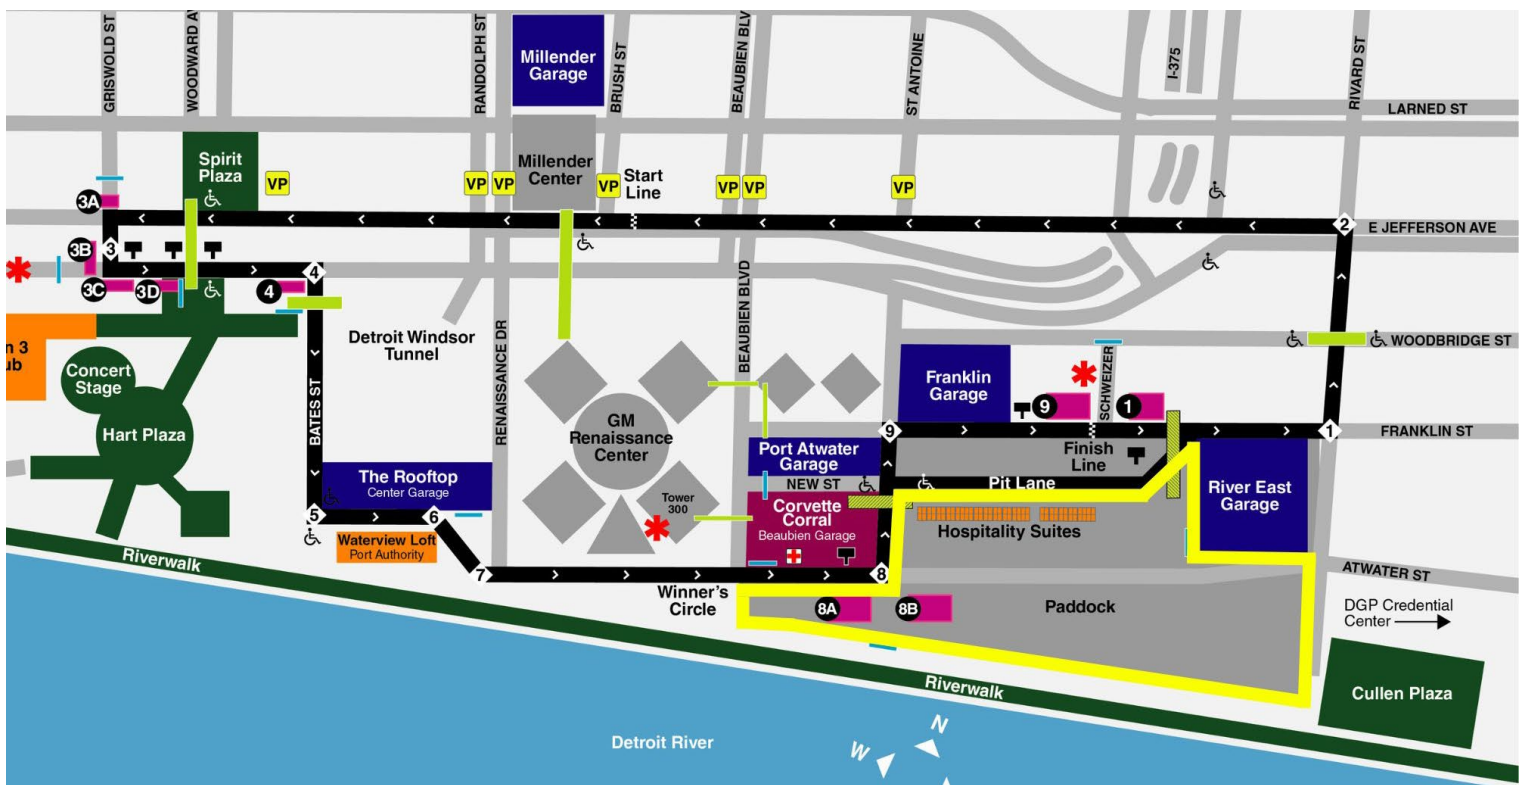 GRISWOLD ST
WOODWARD AV
RANDOLPH ST
Millender
Garage
BRUSH ST
BEAUBIEN BLV
ST ANTOINE
I-375
RIVARD ST
LARNED ST
Spirit
Plaza
VP
VP
VP
Millender
Center
VP
Start
Line
VP
VP
VP
3A
2
E JEFFERSON AVE
3B
3
3C
3D
4
4
Detroit Windsor
Tunnel
BEAUBIEN BLVD
WOODBRIDGE ST
n 3
ub
Concert
Stage
Hart Plaza
BATES ST
RENAISSANCE DR
GM
Renaissance
Center
Franklin
Garage
9
SCHWEIZER
1
9
1
FRANKLIN ST
Port Atwater
Garage
Finish
Line
The Rooftop
Center Garage
NEW ST
Pit Lane
River East
Garage
Tower
300
Corvette
Corral
Beaubien Garage
Hospitality Suites
5
6
Waterview Loft
Port Authority
7
8
ATWATER ST
Riverwalk
Winner's
Circle
8A
8B
Paddock
DGP Credential
Center
Riverwalk
Cullen Plaza
Detroit River
N
W